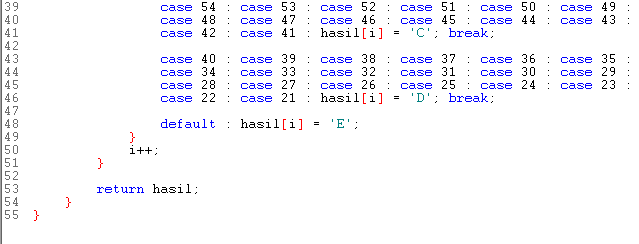 39 case 54 : case 53 : case 52 : case 51 : case 50 : case 49 :
40 case 48 : case 47 : case 46 : case 45 : case 44 : case 43 :
41 case 42 : case 41 : hasil[i] = 'C'; break;
42
43 case 40 : case 39 : case 38 : case 37 : case 36 : case 35 :
44 case 34 : case 33 : case 32 : case 31 : case 30 : case 29 :
45 case 28 : case 27 : case 26 : case 25 : case 24 : case 23 :
46 case 22 : case 21 : hasil[i] = 'D'; break;
47
48 default : hasil[i] = 'E';
49 }
50 i++;
51 }
52
53 return hasil;
54 }
55 }